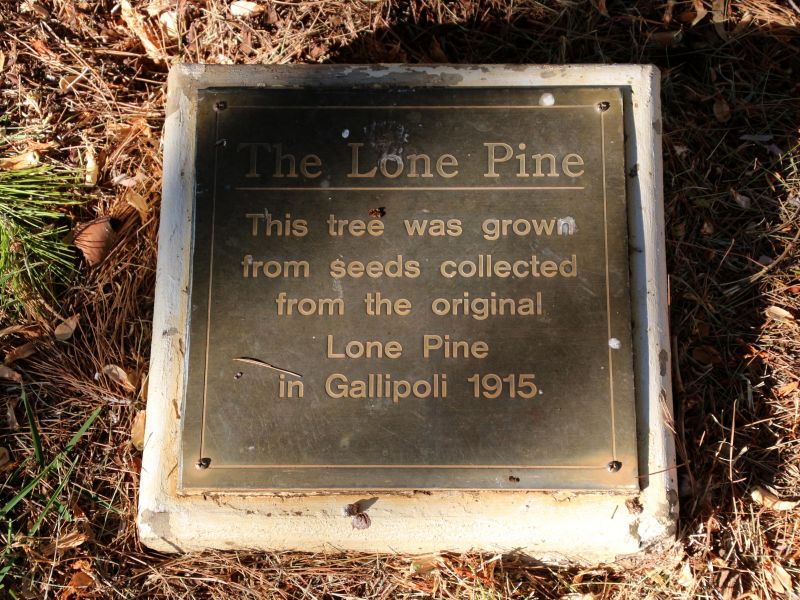 The Lone Pine
This tree was grown
from seeds collected
from the original
Lone Pine
in Gallipoli 1915.